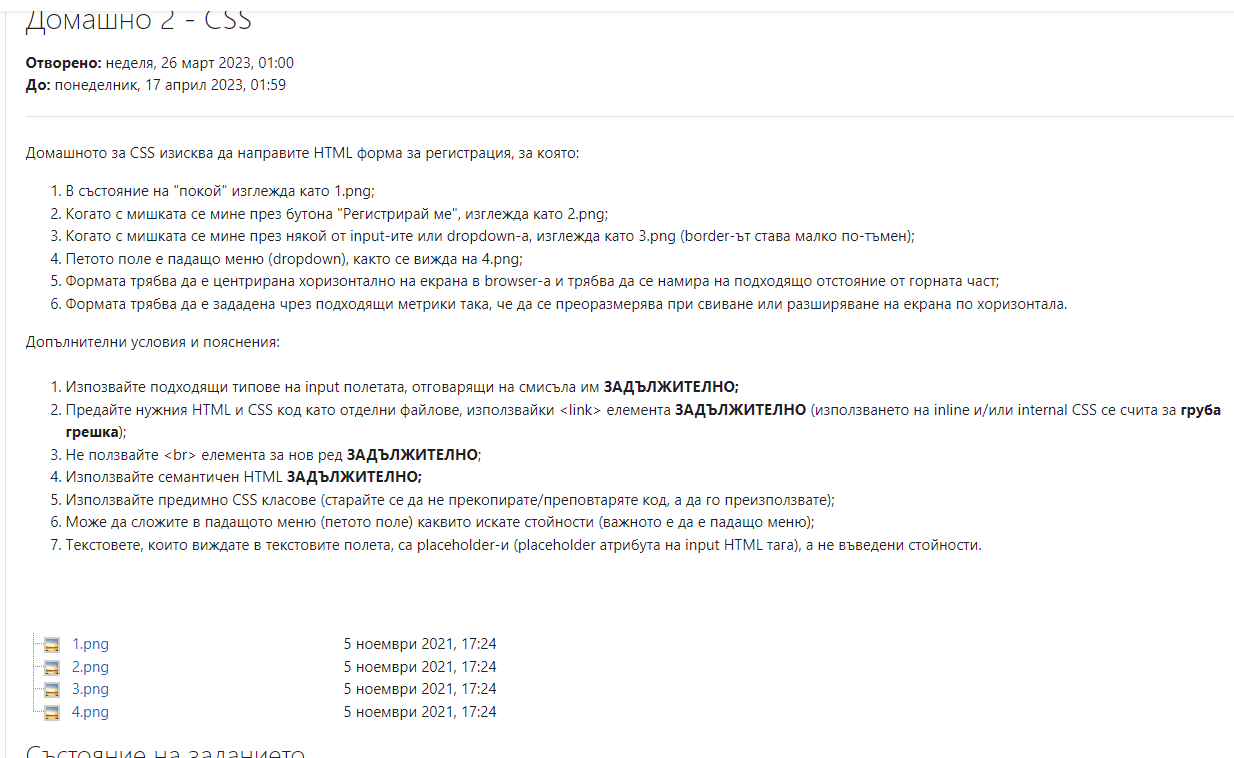 Домашно 2 - CSS
Отворено: неделя, 26 март 2023, 01:00
До: понеделник, 17 април 2023, 01:59
Домашното за CSS изисква да направите HTML форма за регистрация, за която:
1. В състояние на "покой" изглежда като 1.png;
2. Когато с мишката се мине през бутона "Регистрирай ме", изглежда като 2.png;
3. Когато с мишката се мине през някой от input-ите или dropdown-а, изглежда като 3.png (border-ът става малко по-тъмен);
4. Петото поле е падащо меню (dropdown), както се вижда на 4.png;
5. Формата трябва да е центрирана хоризонтално на екрана в browser-а и трябва да се намира на подходящо отстояние от горната част;
6. Формата трябва да е зададена чрез подходящи метрики така, че да се преоразмерява при свиване или разширяване на екрана по хоризонтала.
Допълнителни условия и пояснения:
1. Изпозвайте подходящи типове на input полетата, отговарящи на смисъла им ЗАДЪЛЖИТЕЛНО;
2. Предайте нужния HTML и CSS код като отделни файлове, използвайки <link> елемента ЗАДЪЛЖИТЕЛНО (използването на inline и/или internal CSS се счита за груба
грешка);
3. Не ползвайте <br> елемента за нов ред ЗАДЪЛЖИТЕЛНО;
4. Използвайте семантичен HTML ЗАДЪЛЖИТЕЛНО;
5. Използвайте предимно CSS класове (старайте се да не прекопирате/преповтаряте код, а да го преизползвате);
6. Може да сложите в падащото меню (петото поле) каквито искате стойности (важното е да е падащо меню);
7. Текстовете, които виждате в текстовите полета, са placeholder-и (placeholder атрибута на input HTML тага), а не въведени стойности.
1.png 5 ноември 2021, 17:24
2.png 5 ноември 2021, 17:24
3.png 5 ноември 2021, 17:24
4.png 5 ноември 2021, 17:24
Състояние на заданието